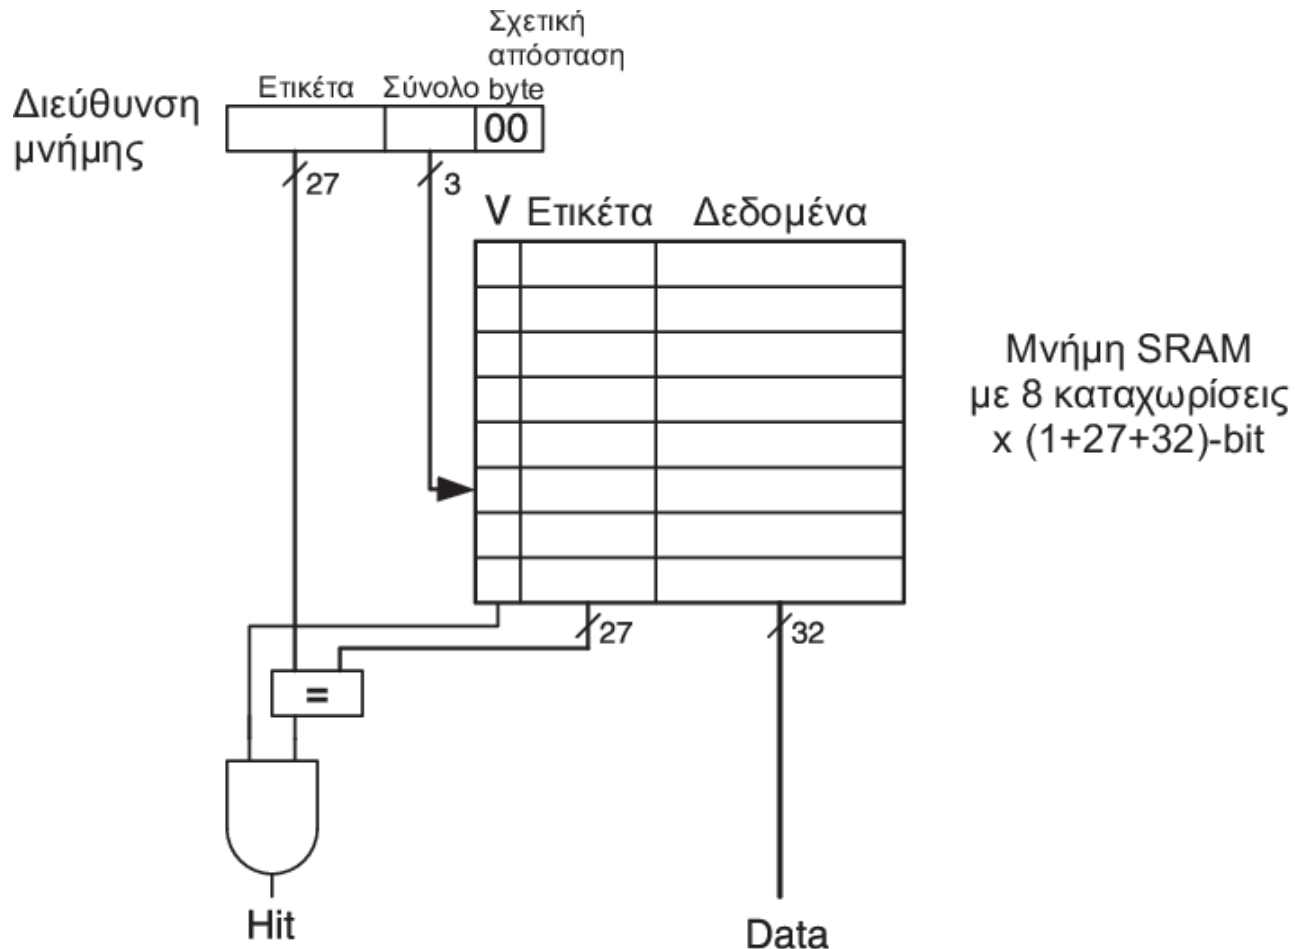 Σχετική
απόσταση
byte
Ετικέτα
Σύνολο
Διεύθυνση
μνήμης
00
27
3
V Ετικέτα Δεδομένα
Μνήμη SRAM
με 8 καταχωρίσεις
x (1+27+32)-bit
27
32
=
Hit
Data